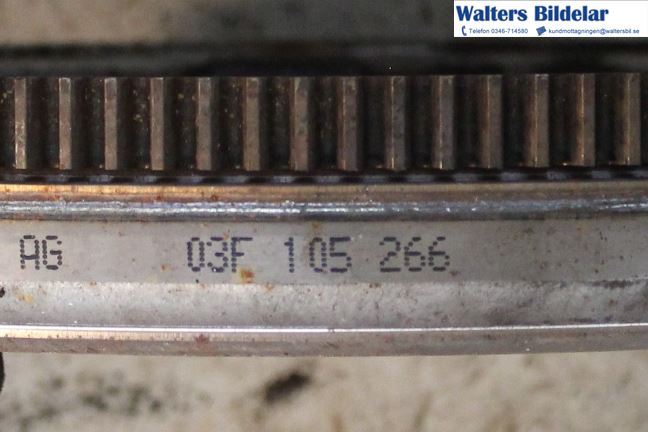 Walters Bildelar
Telefon 0346-714580 kundmottagningen@waltersbil.se
AG 03F 105 266